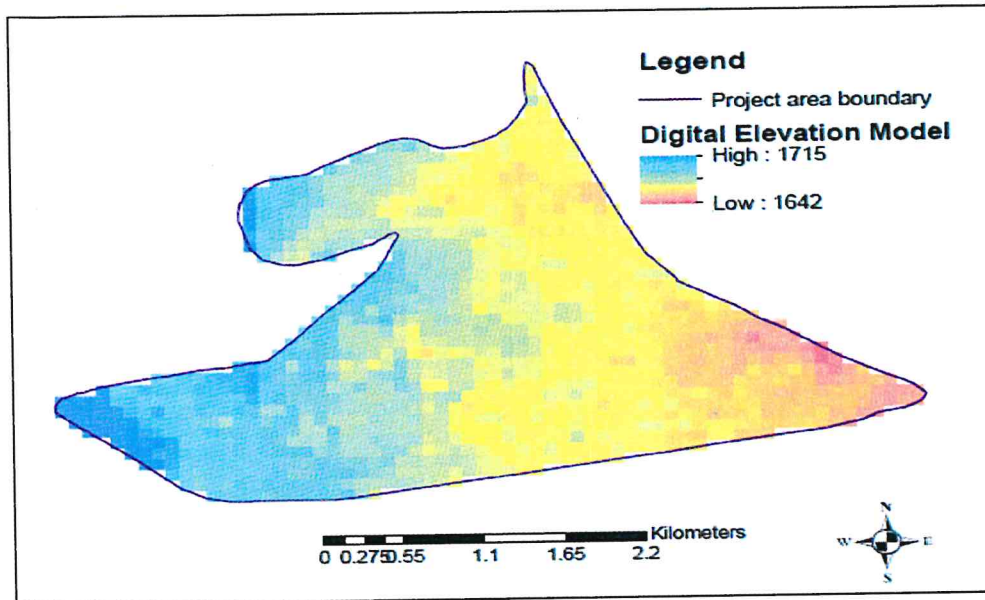 Legend
Project area boundary
Digital Elevation Model
High : 1715
Low : 1642
Kilometers
0 0.275 0.55 1.1 1.65 2.2
N
W E
S